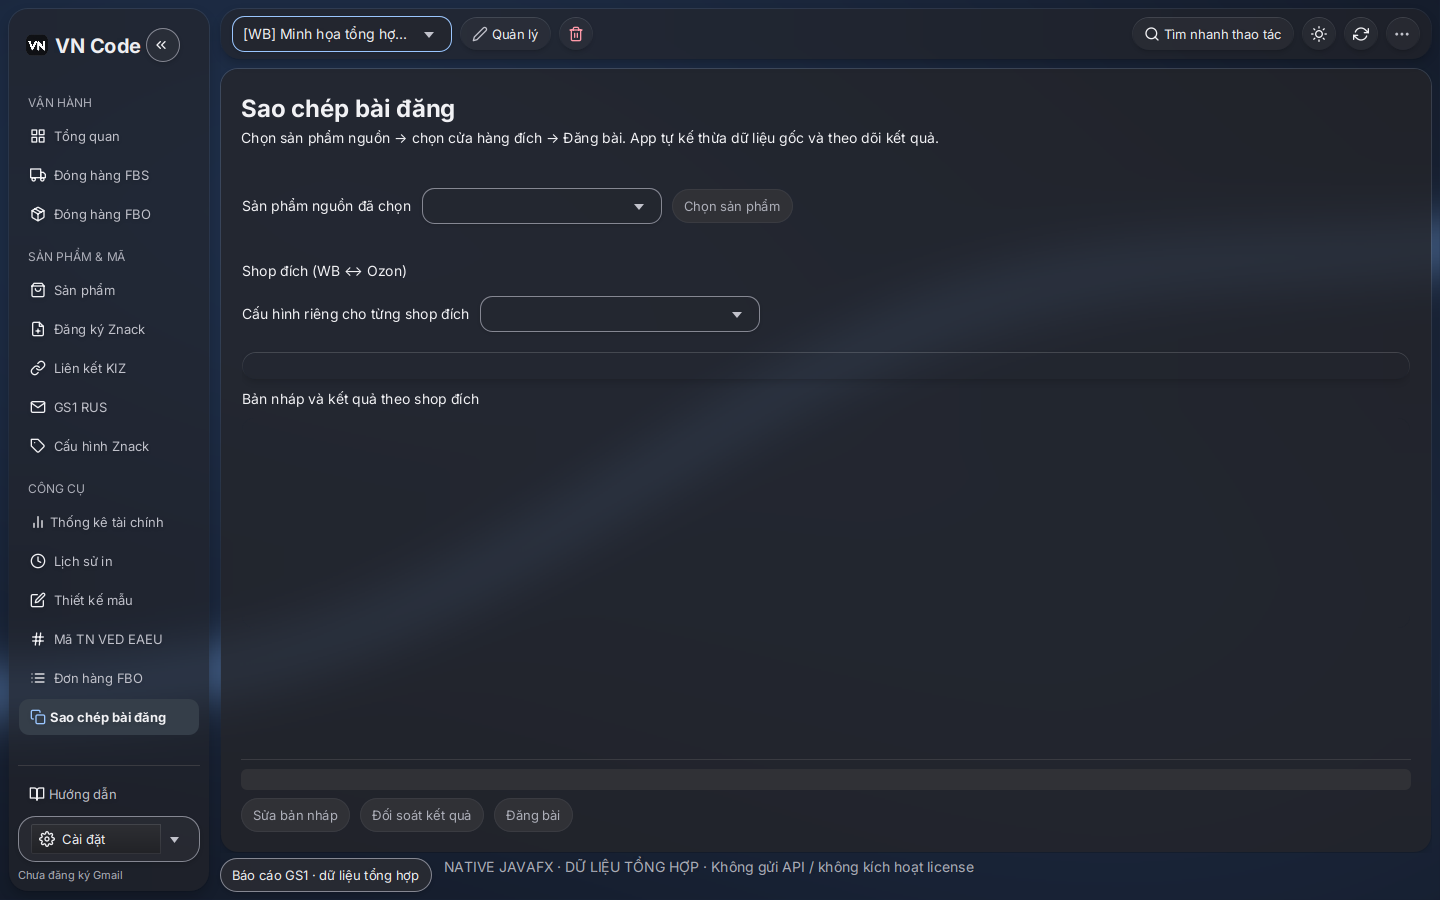 VN Code
VẬN HÀNH
Tổng quan
Đóng hàng FBS
Đóng hàng FBO
SẢN PHẨM & MÃ
Sản phẩm
Đăng ký Znack
Liên kết KIZ
GS1 RUS
Cấu hình Znack
CÔNG CỤ
Thống kê tài chính
Lịch sử in
Thiết kế mẫu
Mã TN VED EAEU
Đơn hàng FBO
Sao chép bài đăng
Hướng dẫn
Cài đặt
Chưa đăng ký Gmail
[WB] Minh họa tổng hợ...
Quản lý
Tìm nhanh thao tác
Sao chép bài đăng
Chọn sản phẩm nguồn → chọn cửa hàng đích → Đăng bài. App tự kế thừa dữ liệu gốc và theo dõi kết quả.
Sản phẩm nguồn đã chọn
Chọn sản phẩm
Shop đích (WB ↔ Ozon)
Cấu hình riêng cho từng shop đích
Bản nháp và kết quả theo shop đích
Sửa bản nháp
Đối soát kết quả
Đăng bài
Báo cáo GS1 · dữ liệu tổng hợp
NATIVE JAVAFX · DỮ LIỆU TỔNG HỢP · Không gửi API / không kích hoạt license